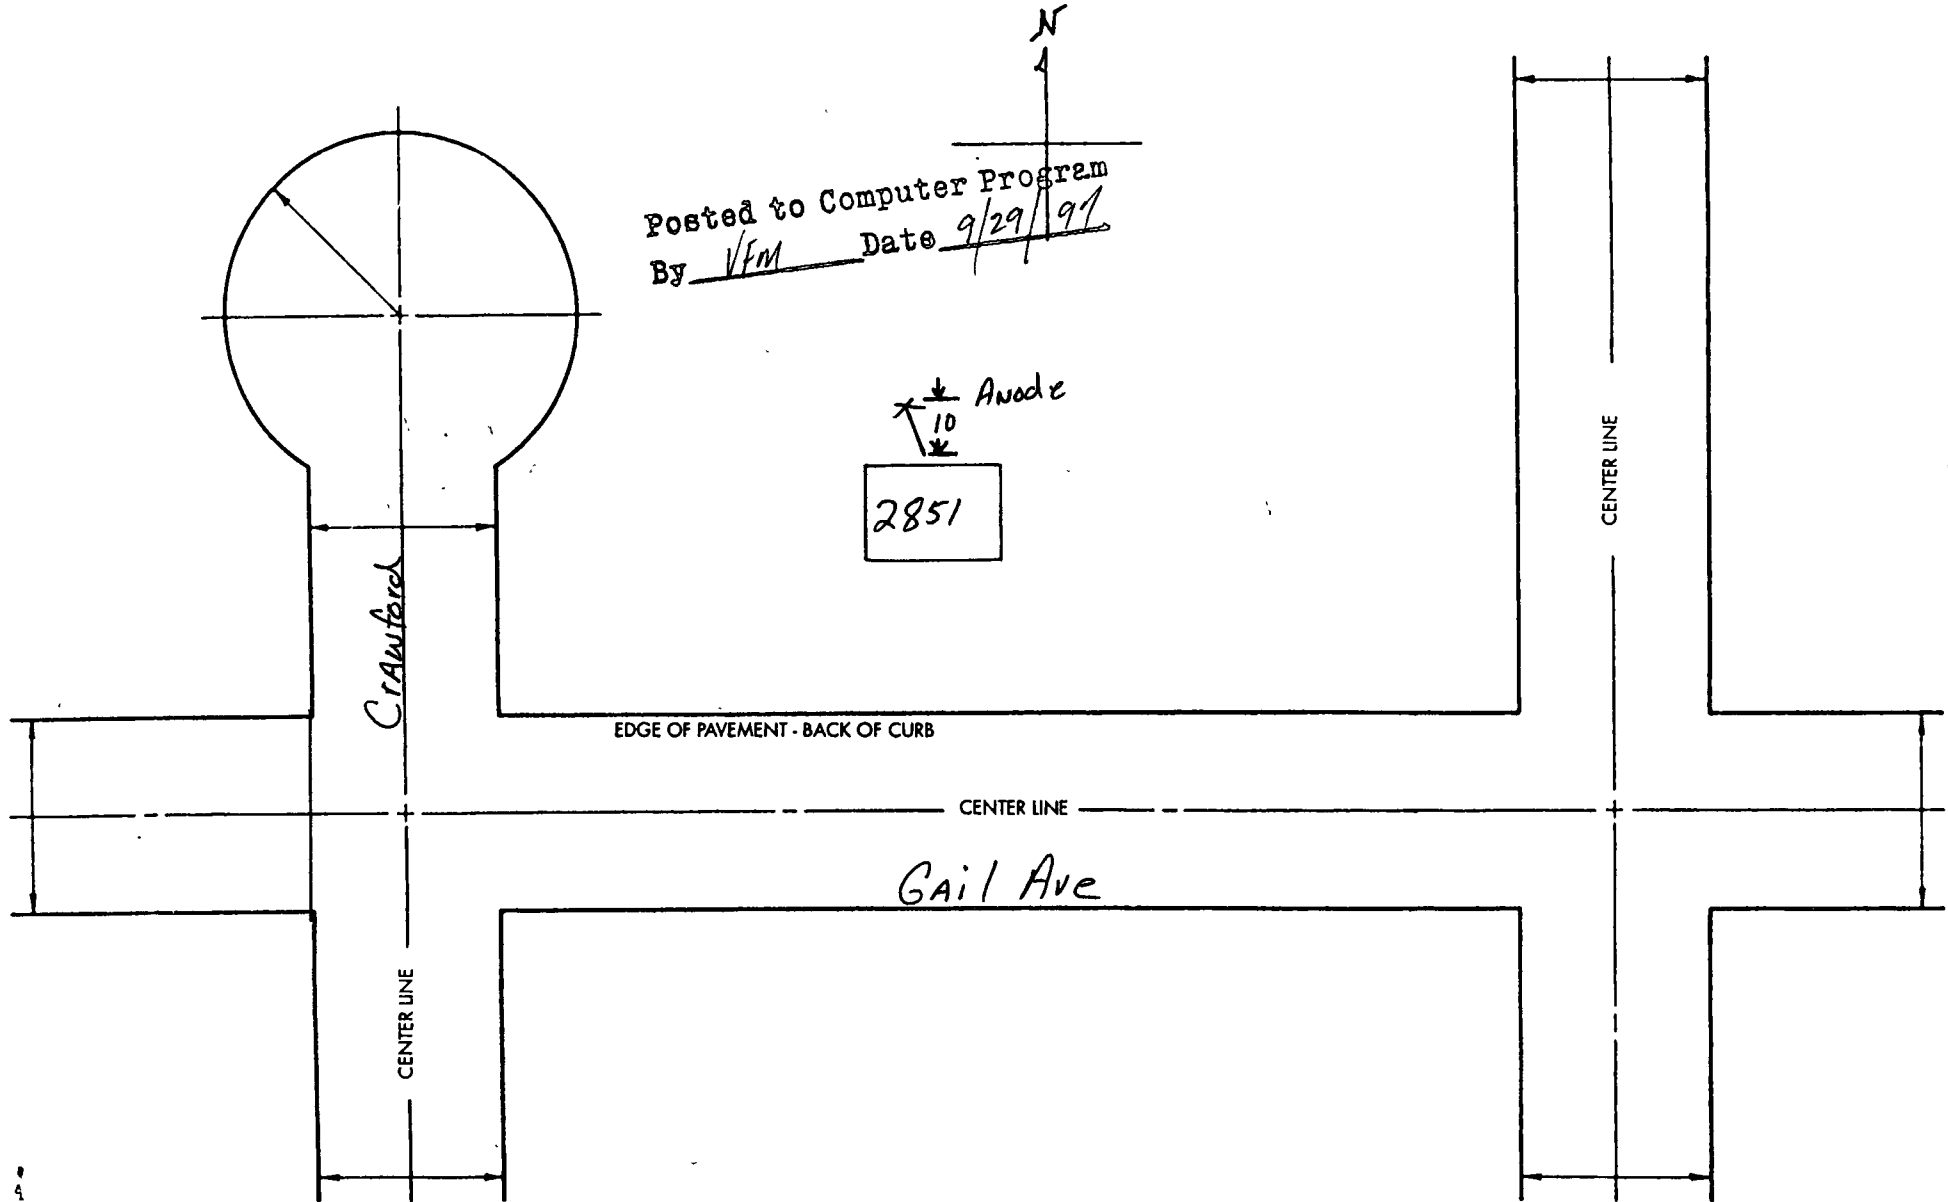 N
Posted to Computer Program
By VFM Date 9/29/97
Anode
10
2851
CENTER LINE
Crawford
EDGE OF PAVEMENT - BACK OF CURB
CENTER LINE
Gail Ave
CENTER LINE